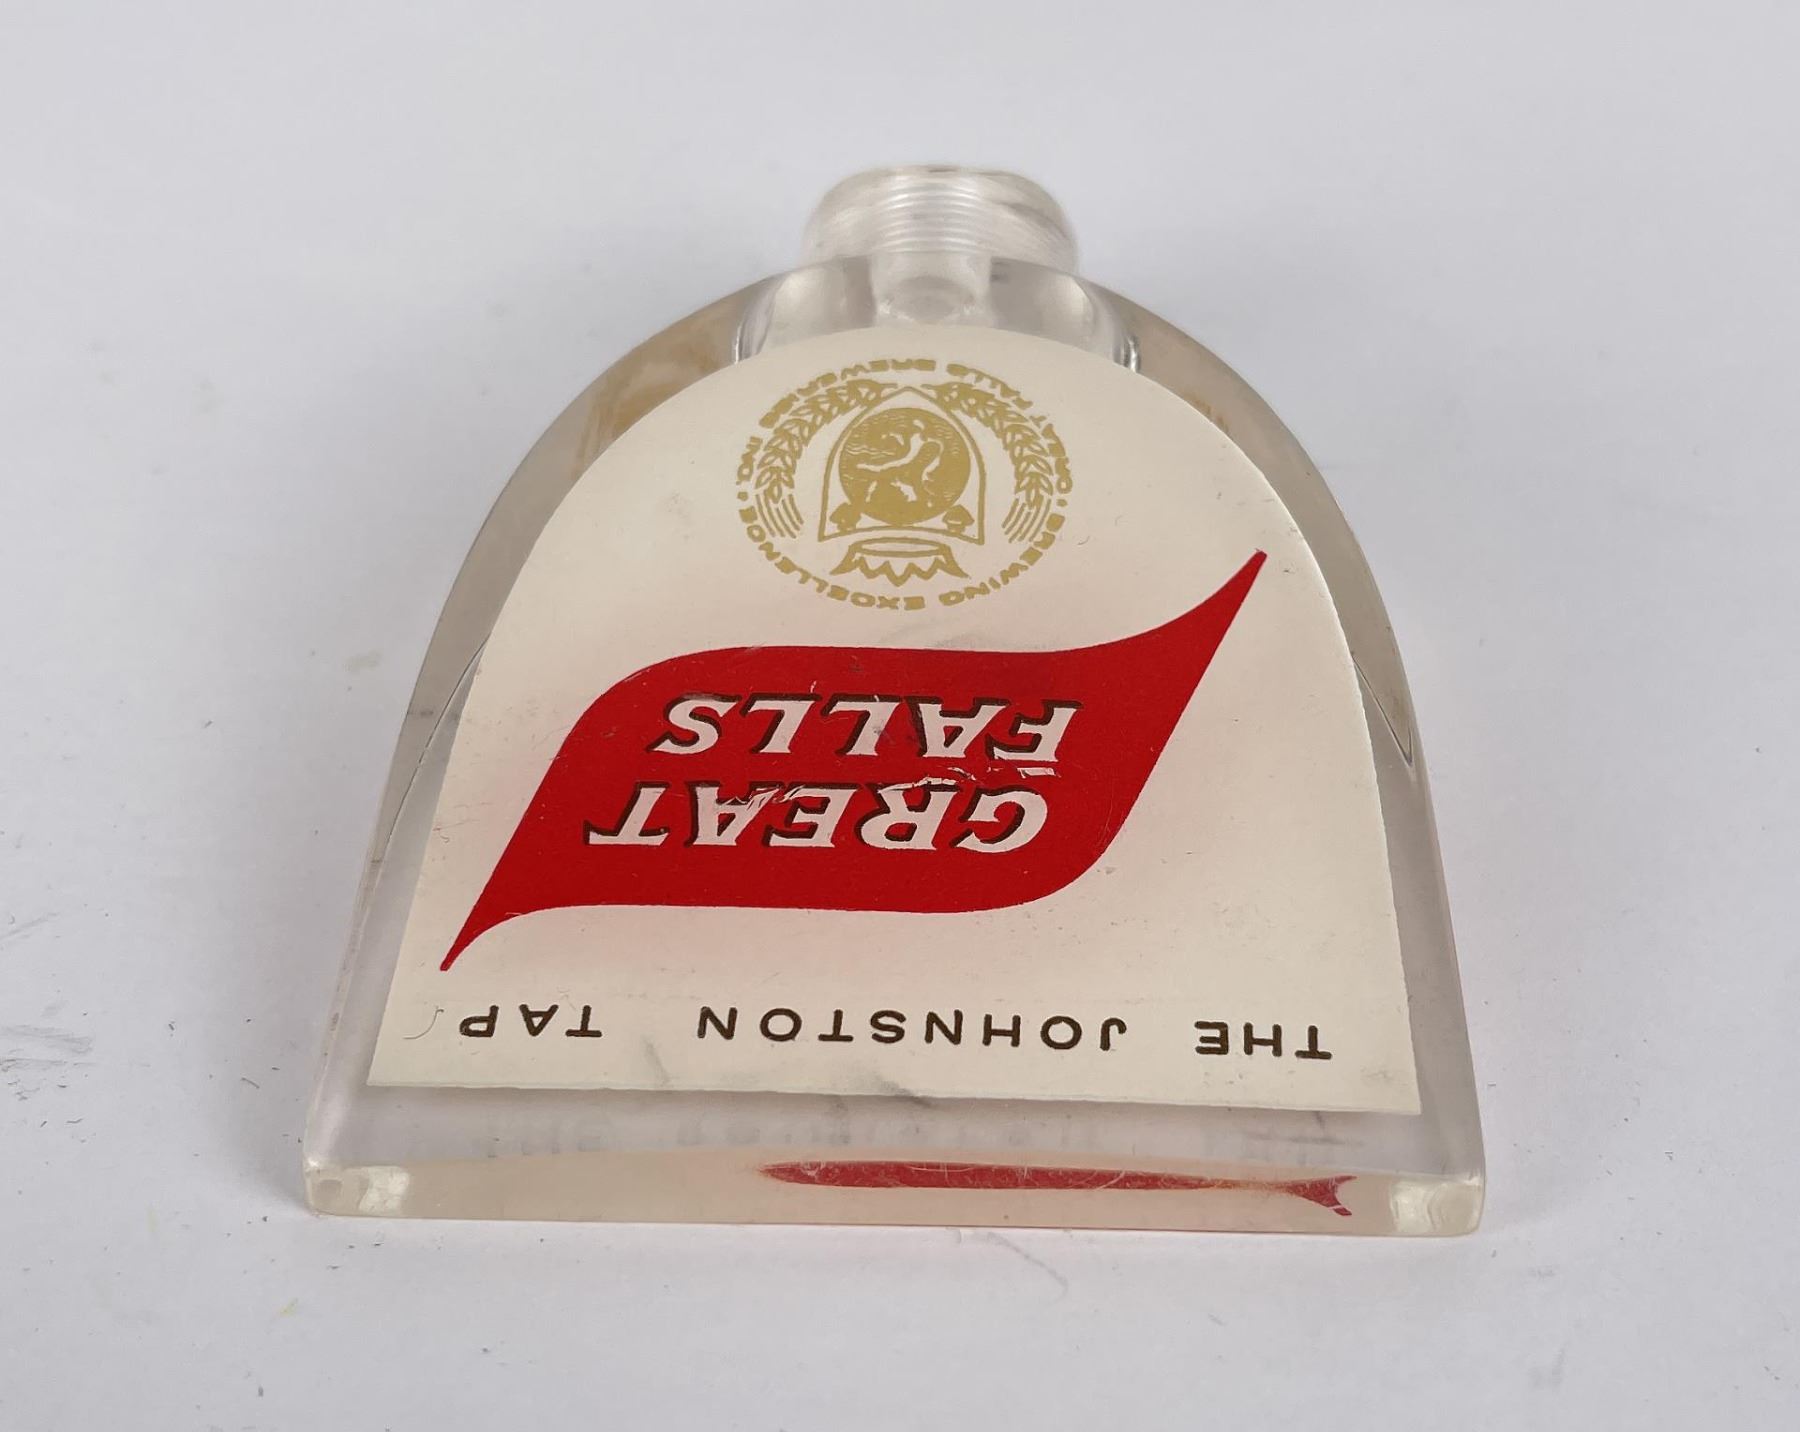 THE JOHNSTON TAP
GREAT
FALLS
GREAT FALLS BREWERIES INC. • BREWING EXCELLENCE •